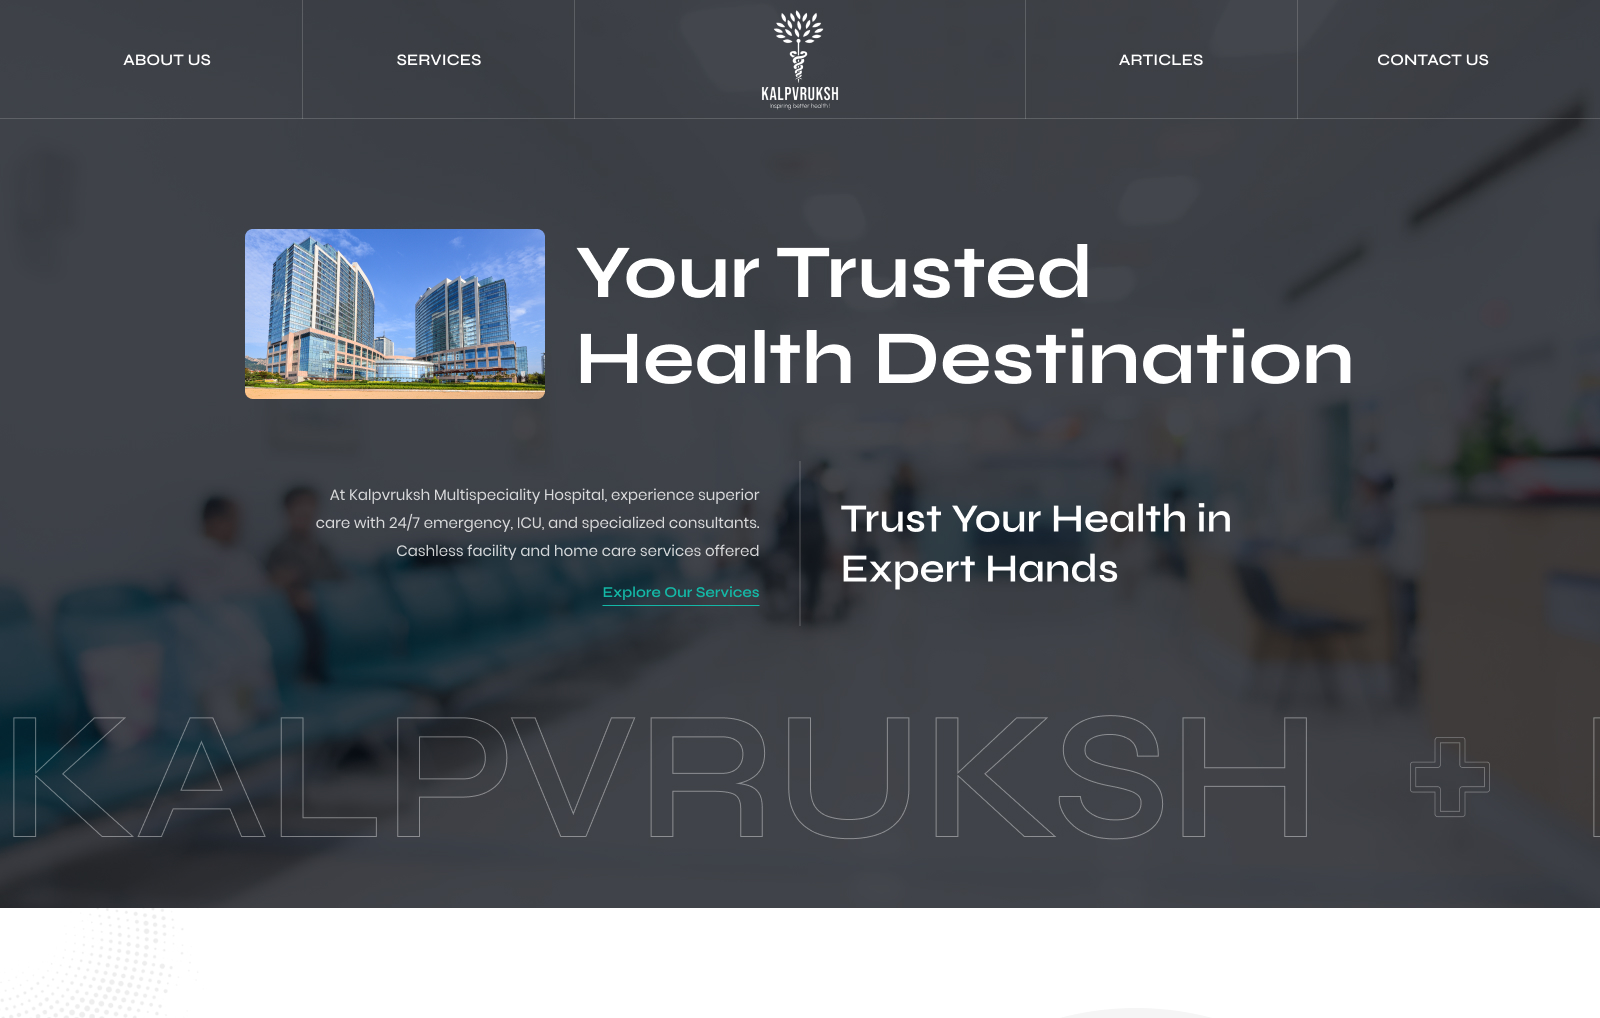 ABOUT US
SERVICES
KALPVRUKSH
inspiring better health!
ARTICLES
CONTACT US
Your Trusted
Health Destination
At Kalpvruksh Multispeciality Hospital, experience superior
care with 24/7 emergency, ICU, and specialized consultants.
Cashless facility and home care services offered
Explore Our Services
Trust Your Health in
Expert Hands
KALPVRUKSH